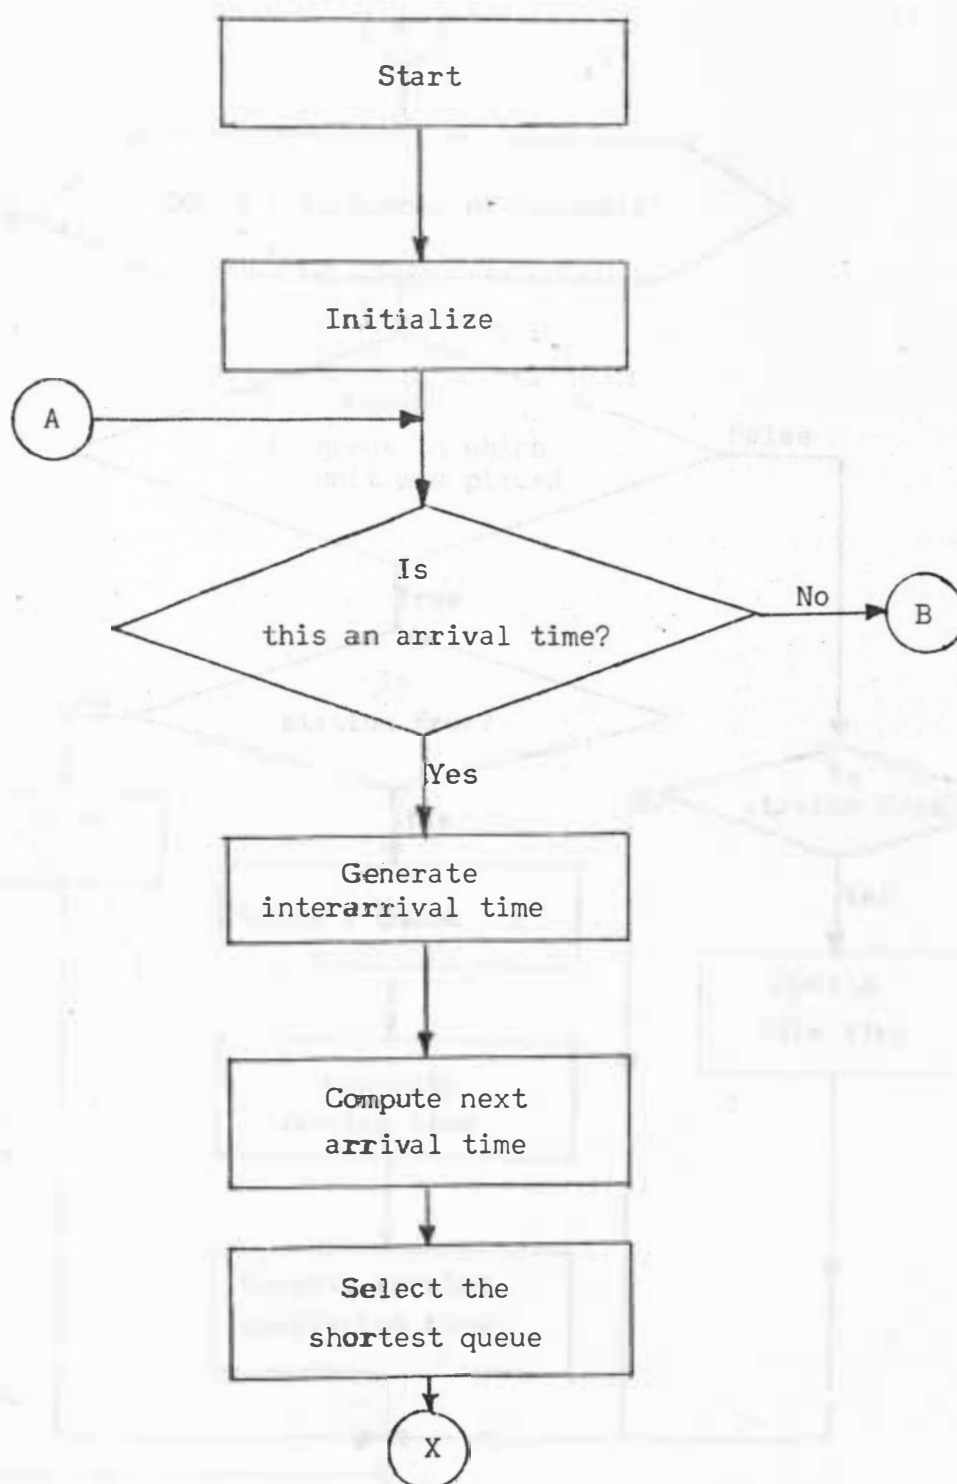 Start
Initialize
A
Is
this an arrival time?
No
B
Yes
Generate
interarrival time
Compute next
arrival time
Select the
shortest queue
X